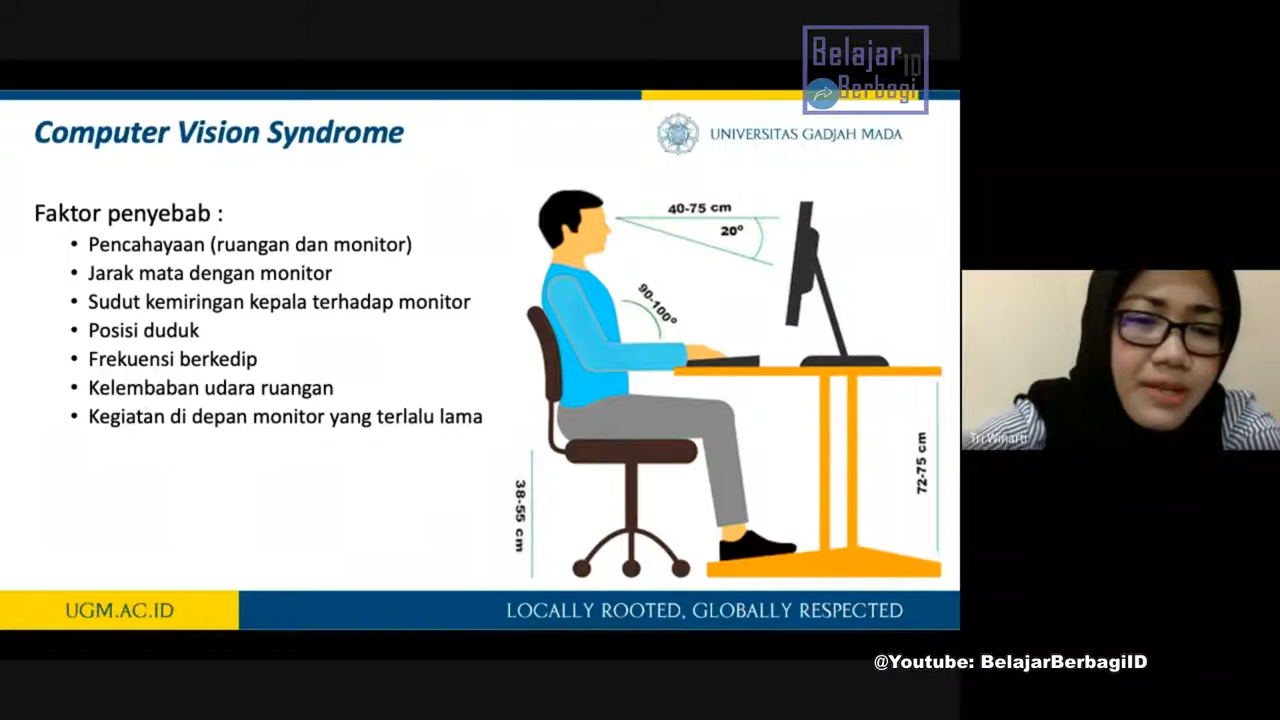 Belajar ID
Berbagi
Computer Vision Syndrome
UNIVERSITAS GADJAH MADA
Faktor penyebab :
• Pencahayaan (ruangan dan monitor)
• Jarak mata dengan monitor
• Sudut kemiringan kepala terhadap monitor
• Posisi duduk
• Frekuensi berkedip
• Kelembaban udara ruangan
• Kegiatan di depan monitor yang terlalu lama
40-75 cm
20°
90-100°
38-55 cm
72-75 cm
Tri Winarti
UGM.AC.ID
LOCALLY ROOTED, GLOBALLY RESPECTED
@Youtube: BelajarBerbagiID